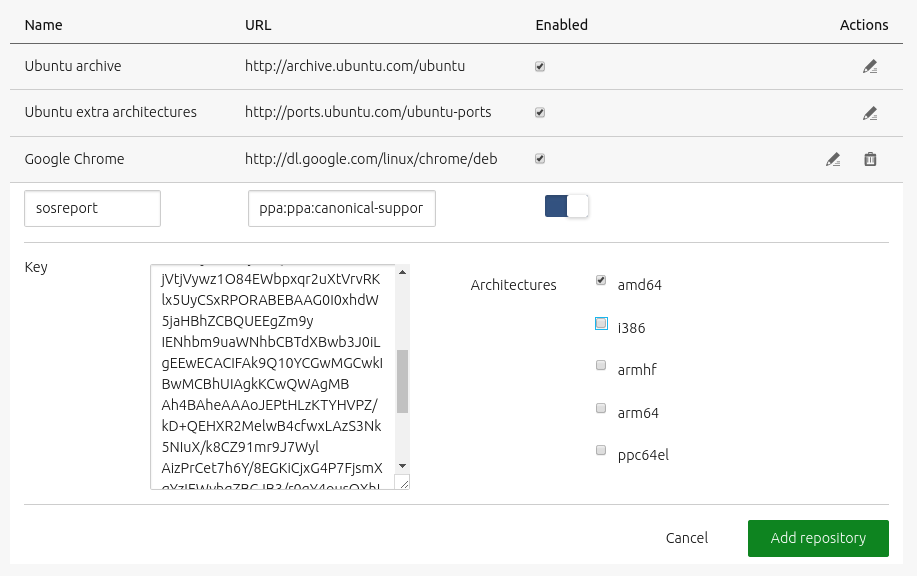 Name URL Enabled Actions
Ubuntu archive http://archive.ubuntu.com/ubuntu
Ubuntu extra architectures http://ports.ubuntu.com/ubuntu-ports
Google Chrome http://dl.google.com/linux/chrome/deb
sosreport ppa:ppa:canonical-suppor
Key
jVtjVywz1O84EWbpxqr2uXtVrvRK
lx5UyCSxRPORABEBAAG0I0xhdW
5jaHBhZCBQUEEgZm9y
IENhbm9uaWNhbCBTdXBwb3J0iL
gEEwECACIFAk9Q10YCGwMGCwkI
BwMCBhUIAgkKCwQWAgMB
Ah4BAheAAAoJEPtHLzKTYHVPZ/
kD+QEHXR2MelwB4cfwxLAzS3Nk
5NIuX/k8CZ91mr9J7Wyl
AizPrCet7h6Y/8EGKiCjxG4P7FjsmX
Architectures
amd64
i386
armhf
arm64
ppc64el
Cancel Add repository